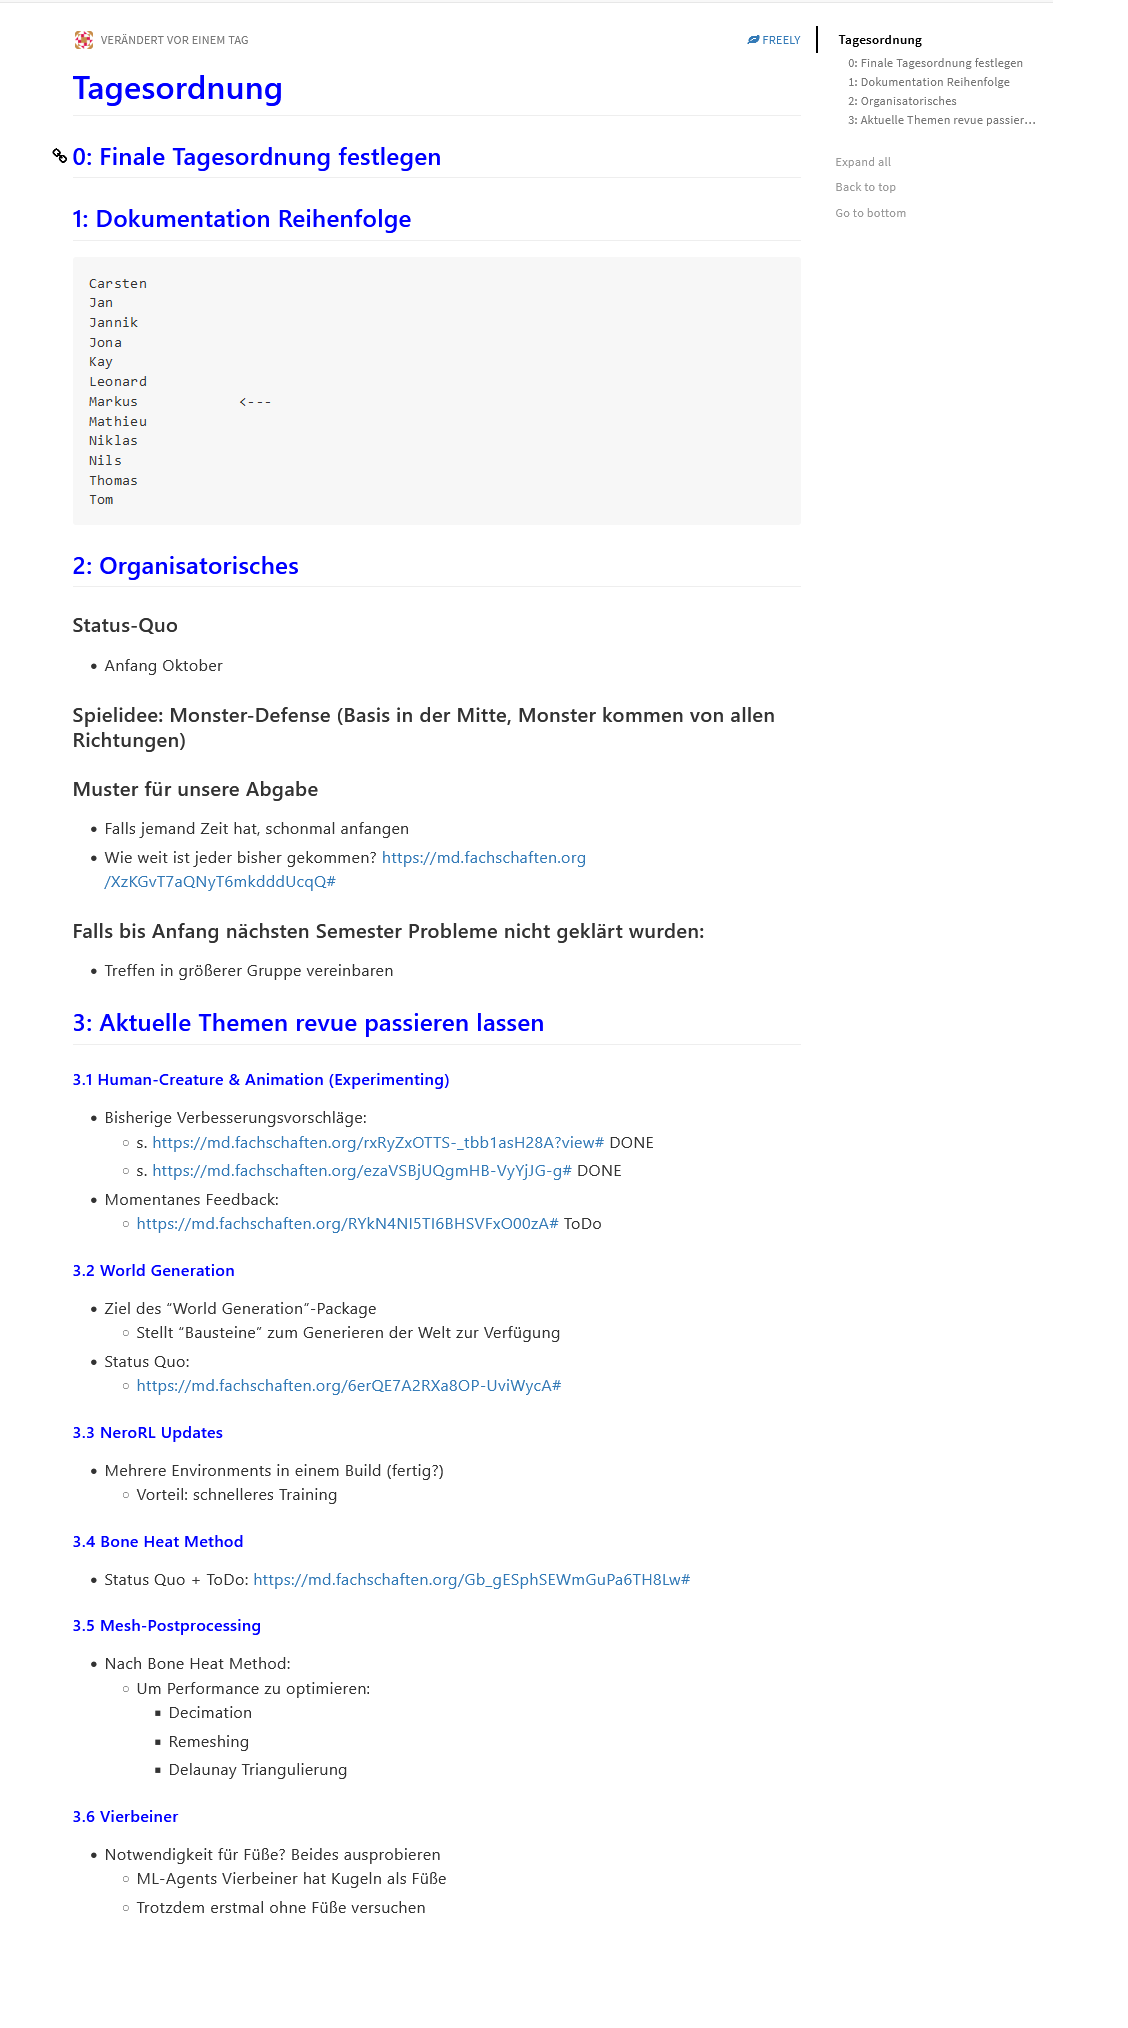 VERÄNDERT VOR EINEM TAG
FREELY
Tagesordnung
0: Finale Tagesordnung festlegen
1: Dokumentation Reihenfolge
Carsten
Jan
Jannik
Jona
Kay
Leonard
Markus <---
Mathieu
Niklas
Nils
Thomas
Tom
2: Organisatorisches
Status-Quo
• Anfang Oktober
Spielidee: Monster-Defense (Basis in der Mitte, Monster kommen von allen
Richtungen)
Muster für unsere Abgabe
• Falls jemand Zeit hat, schonmal anfangen
• Wie weit ist jeder bisher gekommen? https://md.fachschaften.org
/XzKGvT7aQNyT6mkdddUcqQ#
Falls bis Anfang nächsten Semester Probleme nicht geklärt wurden:
• Treffen in größerer Gruppe vereinbaren
3: Aktuelle Themen revue passieren lassen
3.1 Human-Creature & Animation (Experimenting)
• Bisherige Verbesserungsvorschläge:
○ s. https://md.fachschaften.org/rxRyZxOTTS-_tbb1asH28A?view# DONE
○ s. https://md.fachschaften.org/ezaVSBjUQgmHB-VyYjJG-g# DONE
• Momentanes Feedback:
○ https://md.fachschaften.org/RYkN4NI5TI6BHSVFxO00zA# ToDo
3.2 World Generation
• Ziel des “World Generation”-Package
○ Stellt “Bausteine” zum Generieren der Welt zur Verfügung
• Status Quo:
○ https://md.fachschaften.org/6erQE7A2RXa8OP-UviWycA#
3.3 NeroRL Updates
• Mehrere Environments in einem Build (fertig?)
○ Vorteil: schnelleres Training
3.4 Bone Heat Method
• Status Quo + ToDo: https://md.fachschaften.org/Gb_gESphSEWmGuPa6TH8Lw#
3.5 Mesh-Postprocessing
• Nach Bone Heat Method:
○ Um Performance zu optimieren:
▪ Decimation
▪ Remeshing
▪ Delaunay Triangulierung
3.6 Vierbeiner
• Notwendigkeit für Füße? Beides ausprobieren
○ ML-Agents Vierbeiner hat Kugeln als Füße
○ Trotzdem erstmal ohne Füße versuchen
Tagesordnung
0: Finale Tagesordnung festlegen
1: Dokumentation Reihenfolge
2: Organisatorisches
3: Aktuelle Themen revue passier…
Expand all
Back to top
Go to bottom